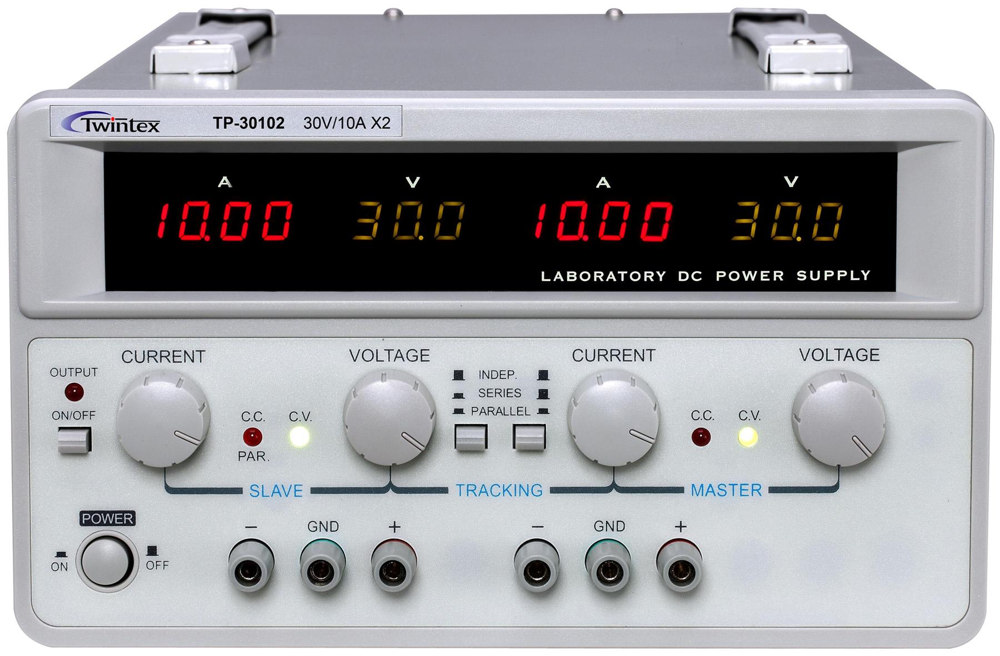 Twintex TP-30102 30V/10A X2
A V A V
10.00 30.0 10.00 30.0
LABORATORY DC POWER SUPPLY
CURRENT VOLTAGE CURRENT VOLTAGE
OUTPUT
INDEP.
SERIES
PARALLEL
ON/OFF
C.C. C.V.
PAR.
C.C. C.V.
SLAVE TRACKING MASTER
POWER
ON OFF
− GND + − GND +